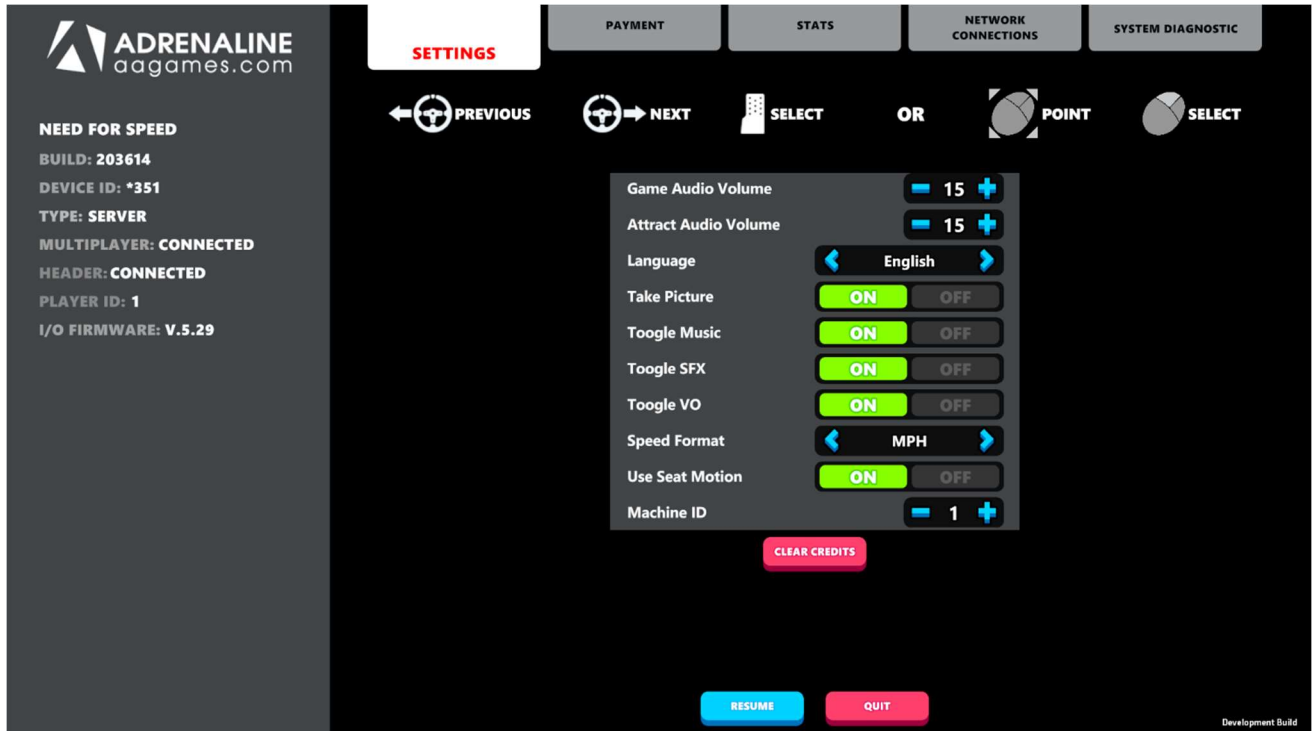 ADRENALINE
aagames.com
NEED FOR SPEED
BUILD: 203614
DEVICE ID: *351
TYPE: SERVER
MULTIPLAYER: CONNECTED
HEADER: CONNECTED
PLAYER ID: 1
I/O FIRMWARE: V.5.29
SETTINGS
PAYMENT
STATS
NETWORK
CONNECTIONS
SYSTEM DIAGNOSTIC
PREVIOUS NEXT SELECT OR POINT SELECT
Game Audio Volume 15
Attract Audio Volume 15
Language English
Take Picture ON OFF
Toogle Music ON OFF
Toogle SFX ON OFF
Toogle VO ON OFF
Speed Format MPH
Use Seat Motion ON OFF
Machine ID 1
CLEAR CREDITS
RESUME QUIT
Development Build